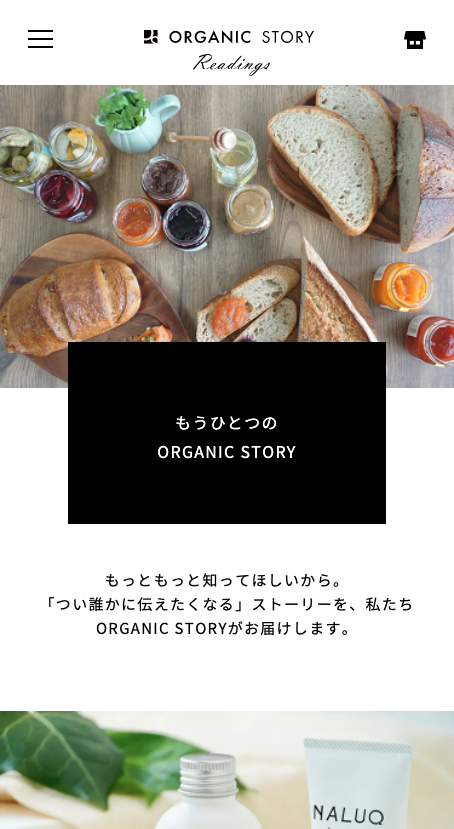 ORGANIC STORY
Readings
もうひとつの
ORGANIC STORY
もっともっと知ってほしいから。
「つい誰かに伝えたくなる」ストーリーを、私たち
ORGANIC STORYがお届けします。
NALUQ